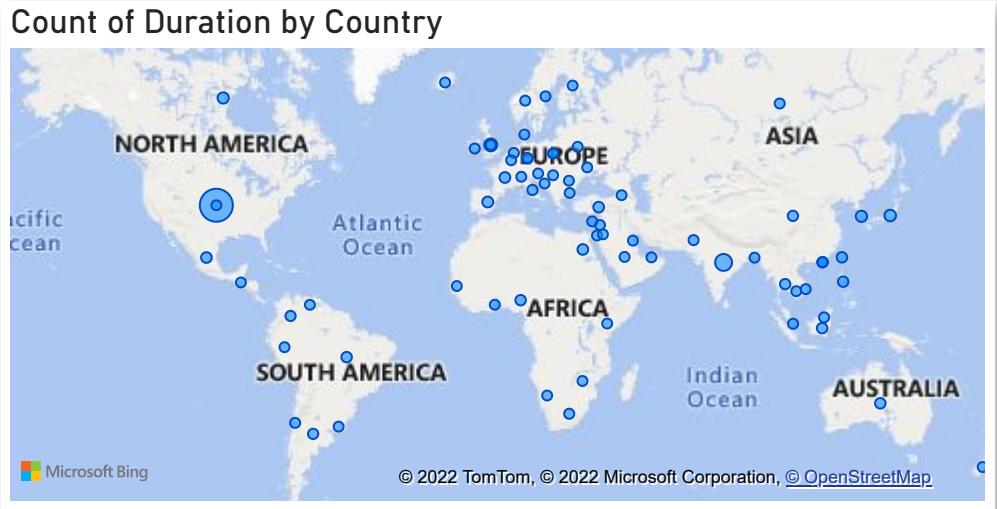 Count of Duration by Country
NORTH AMERICA
ASIA
EUROPE
acific
cean
Atlantic
Ocean
AFRICA
SOUTH AMERICA
Indian
Ocean
AUSTRALIA
Microsoft Bing
© 2022 TomTom, © 2022 Microsoft Corporation, © OpenStreetMap